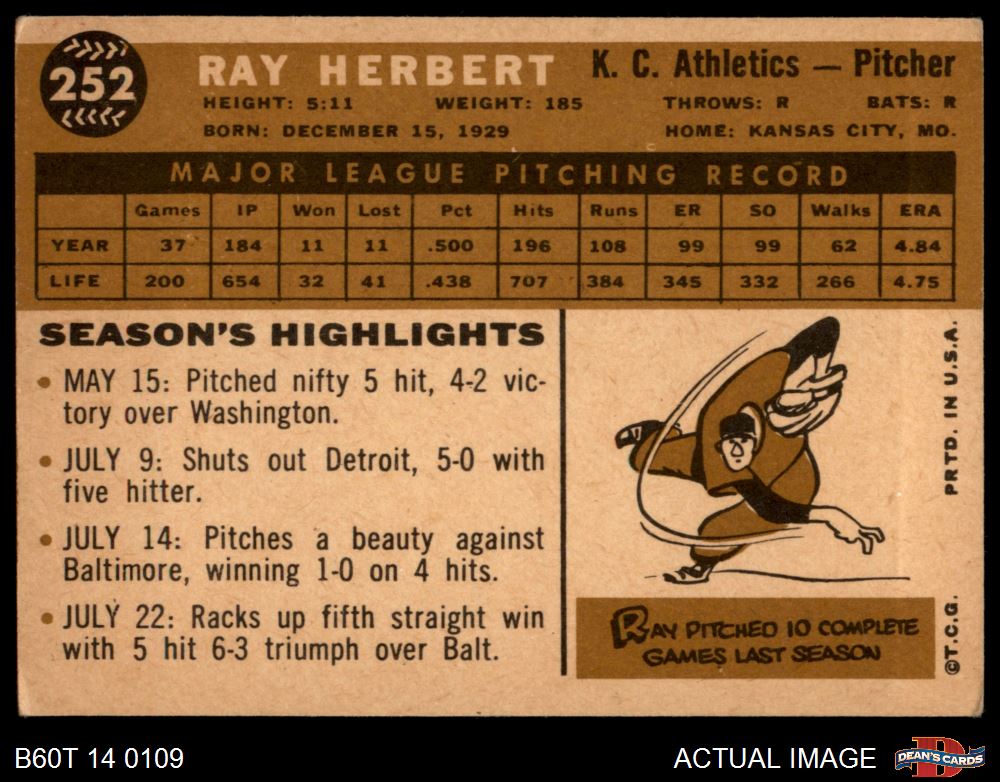 252
RAY HERBERT
K. C. Athletics — Pitcher
HEIGHT: 5:11 WEIGHT: 185 THROWS: R BATS: R
BORN: DECEMBER 15, 1929 HOME: KANSAS CITY, MO.
MAJOR LEAGUE PITCHING RECORD
Games IP Won Lost Pct Hits Runs ER SO Walks ERA
YEAR 37 184 11 11 .500 196 108 99 99 62 4.84
LIFE 200 654 32 41 .438 707 384 345 332 266 4.75
SEASON'S HIGHLIGHTS
• MAY 15: Pitched nifty 5 hit, 4-2 vic-
tory over Washington.
• JULY 9: Shuts out Detroit, 5-0 with
five hitter.
• JULY 14: Pitches a beauty against
Baltimore, winning 1-0 on 4 hits.
• JULY 22: Racks up fifth straight win
with 5 hit 6-3 triumph over Balt.
RAY PITCHED 10 COMPLETE
GAMES LAST SEASON
©T.C.G. PRTD. IN U.S.A.
B60T 14 0109
ACTUAL IMAGE
D
DEAN'S CARDS